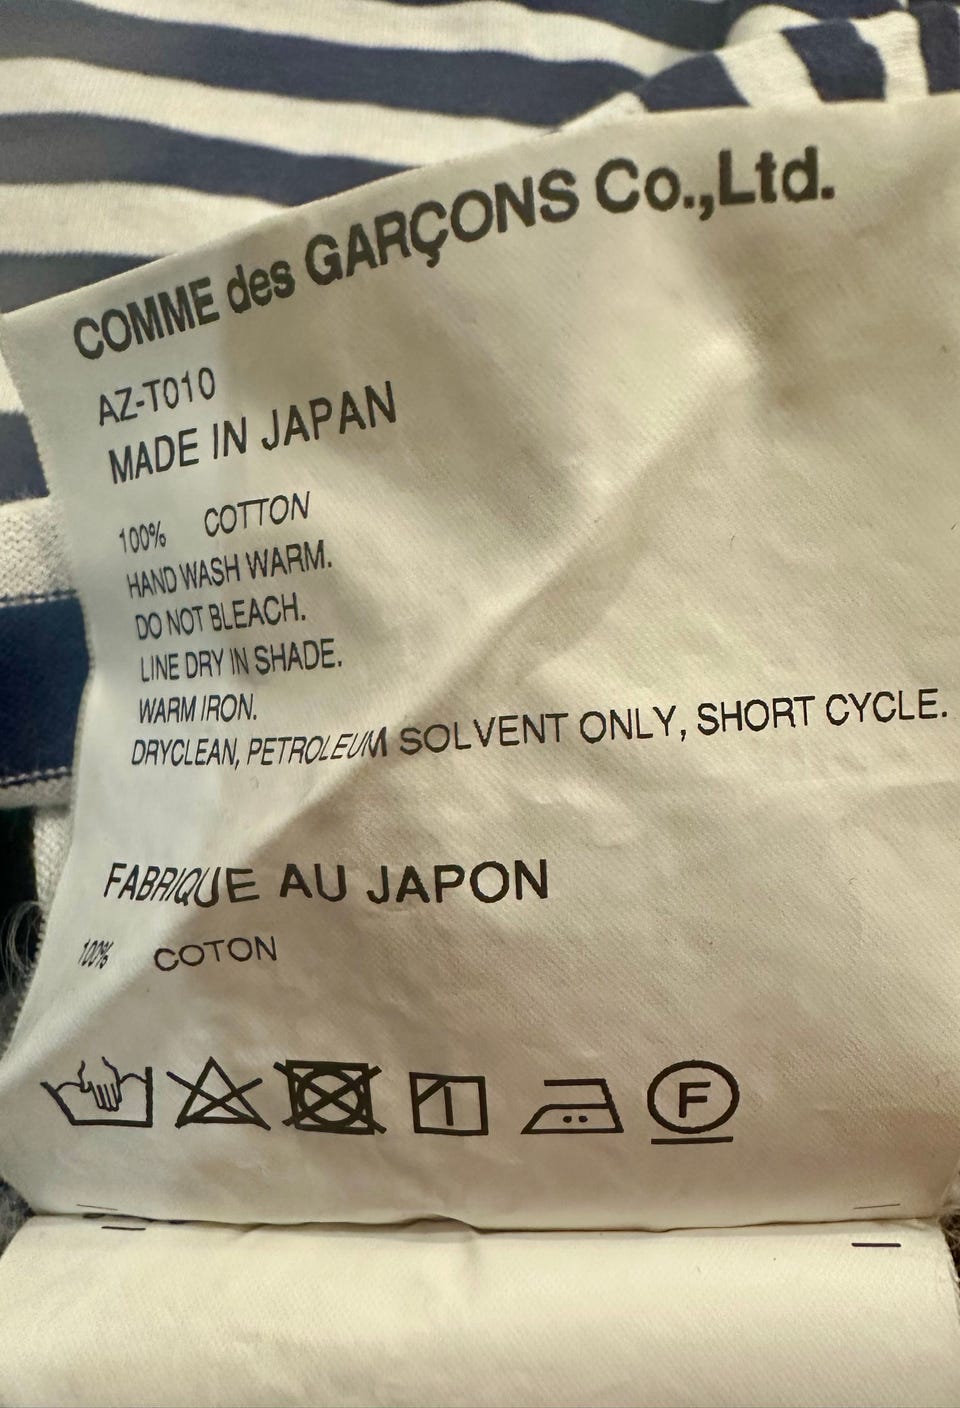 COMME des GARÇONS Co.,Ltd.
AZ-T010
MADE IN JAPAN
100% COTTON
HAND WASH WARM.
DO NOT BLEACH.
LINE DRY IN SHADE.
WARM IRON.
DRYCLEAN, PETROLEUM SOLVENT ONLY, SHORT CYCLE.
FABRIQUE AU JAPON
100% COTON
F